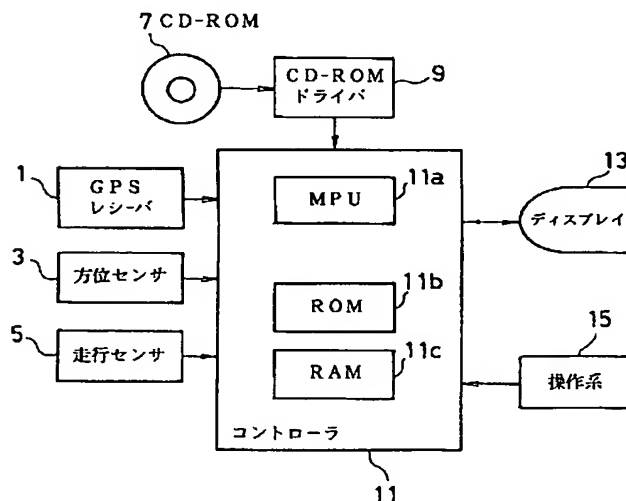 7 CD-ROM
CD-ROM
ドライバ
9
1
GPS
レシーバ
3
方位センサ
5
走行センサ
MPU
11a
ROM
11b
RAM
11c
コントローラ
11
13
ディスプレイ
15
操作系